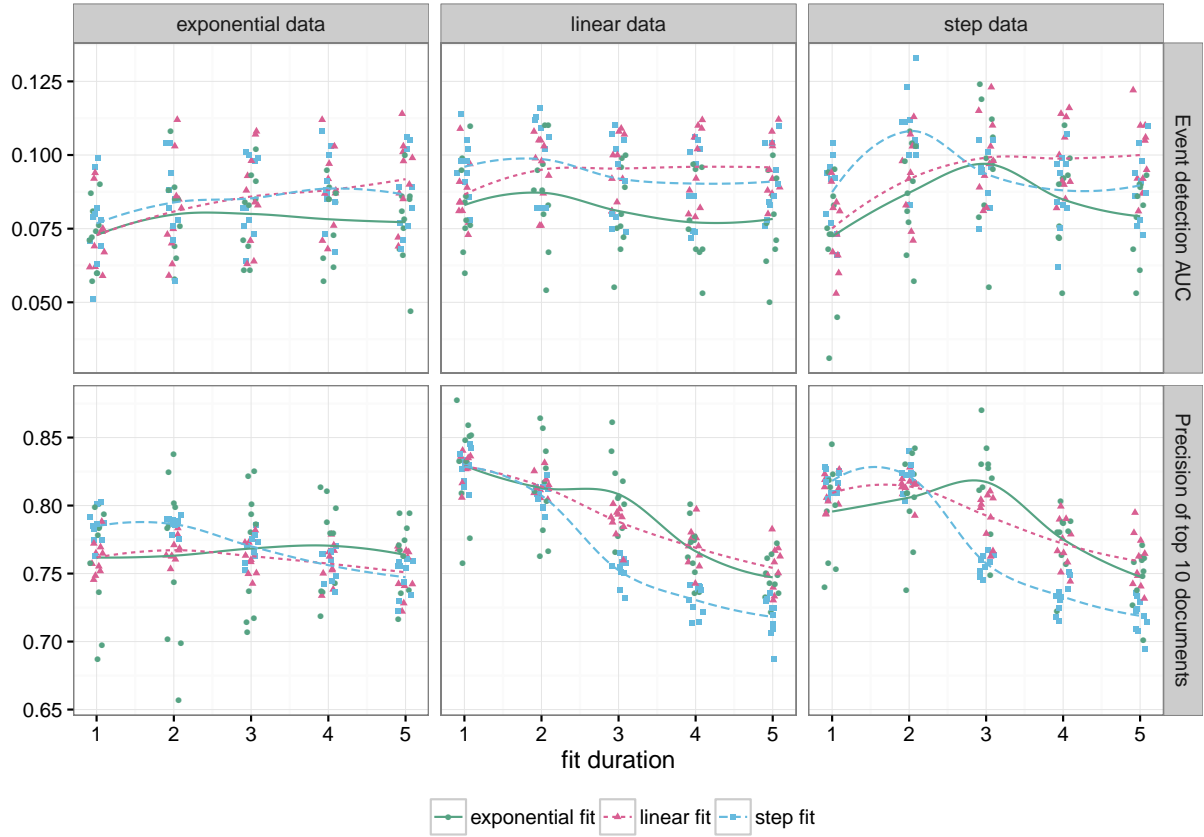 exponential data
linear data
step data
0.125
0.100
0.075
0.050
Event detection AUC
0.85
0.80
0.75
0.70
0.65
Precision of top 10 documents
1 2 3 4 5
1 2 3 4 5
1 2 3 4 5
fit duration
exponential fit
linear fit
step fit